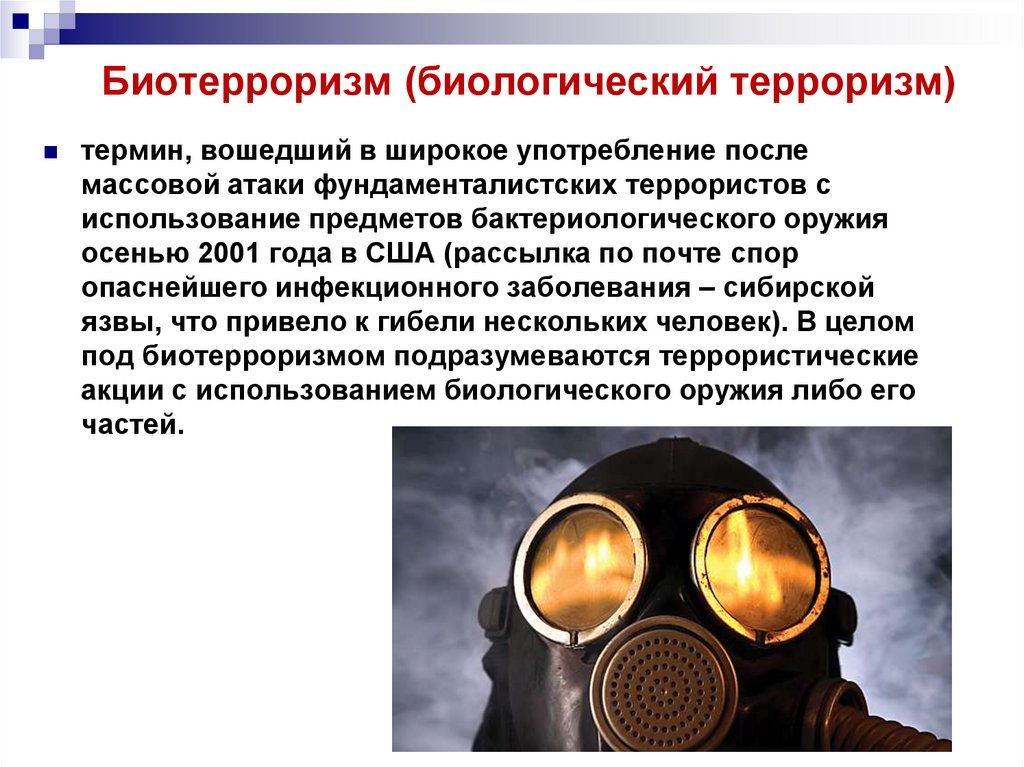 Биотерроризм (биологический терроризм)
термин, вошедший в широкое употребление после
массовой атаки фундаменталистских террористов с
использование предметов бактериологического оружия
осенью 2001 года в США (рассылка по почте спор
опаснейшего инфекционного заболевания – сибирской
язвы, что привело к гибели нескольких человек). В целом
под биотерроризмом подразумеваются террористические
акции с использованием биологического оружия либо его
частей.